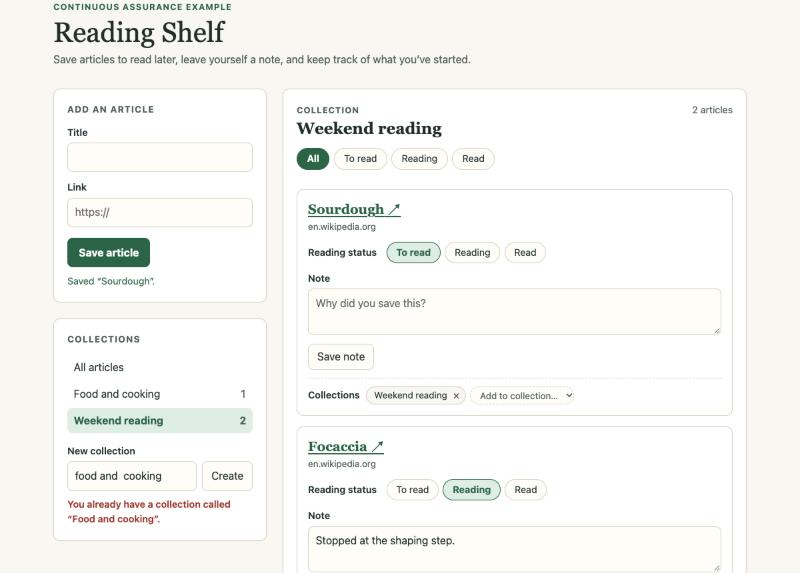 CONTINUOUS ASSURANCE EXAMPLE
Reading Shelf
Save articles to read later, leave yourself a note, and keep track of what you’ve started.
ADD AN ARTICLE
Title
Link
https://
Save article
Saved “Sourdough”.
COLLECTIONS
All articles
Food and cooking 1
Weekend reading 2
New collection
food and  cooking Create
You already have a collection called
“Food and cooking”.
COLLECTION 2 articles
Weekend reading
All To read Reading Read
Sourdough ↗
en.wikipedia.org
Reading status To read Reading Read
Note
Why did you save this?
Save note
Collections Weekend reading × Add to collection...
Focaccia ↗
en.wikipedia.org
Reading status To read Reading Read
Note
Stopped at the shaping step.